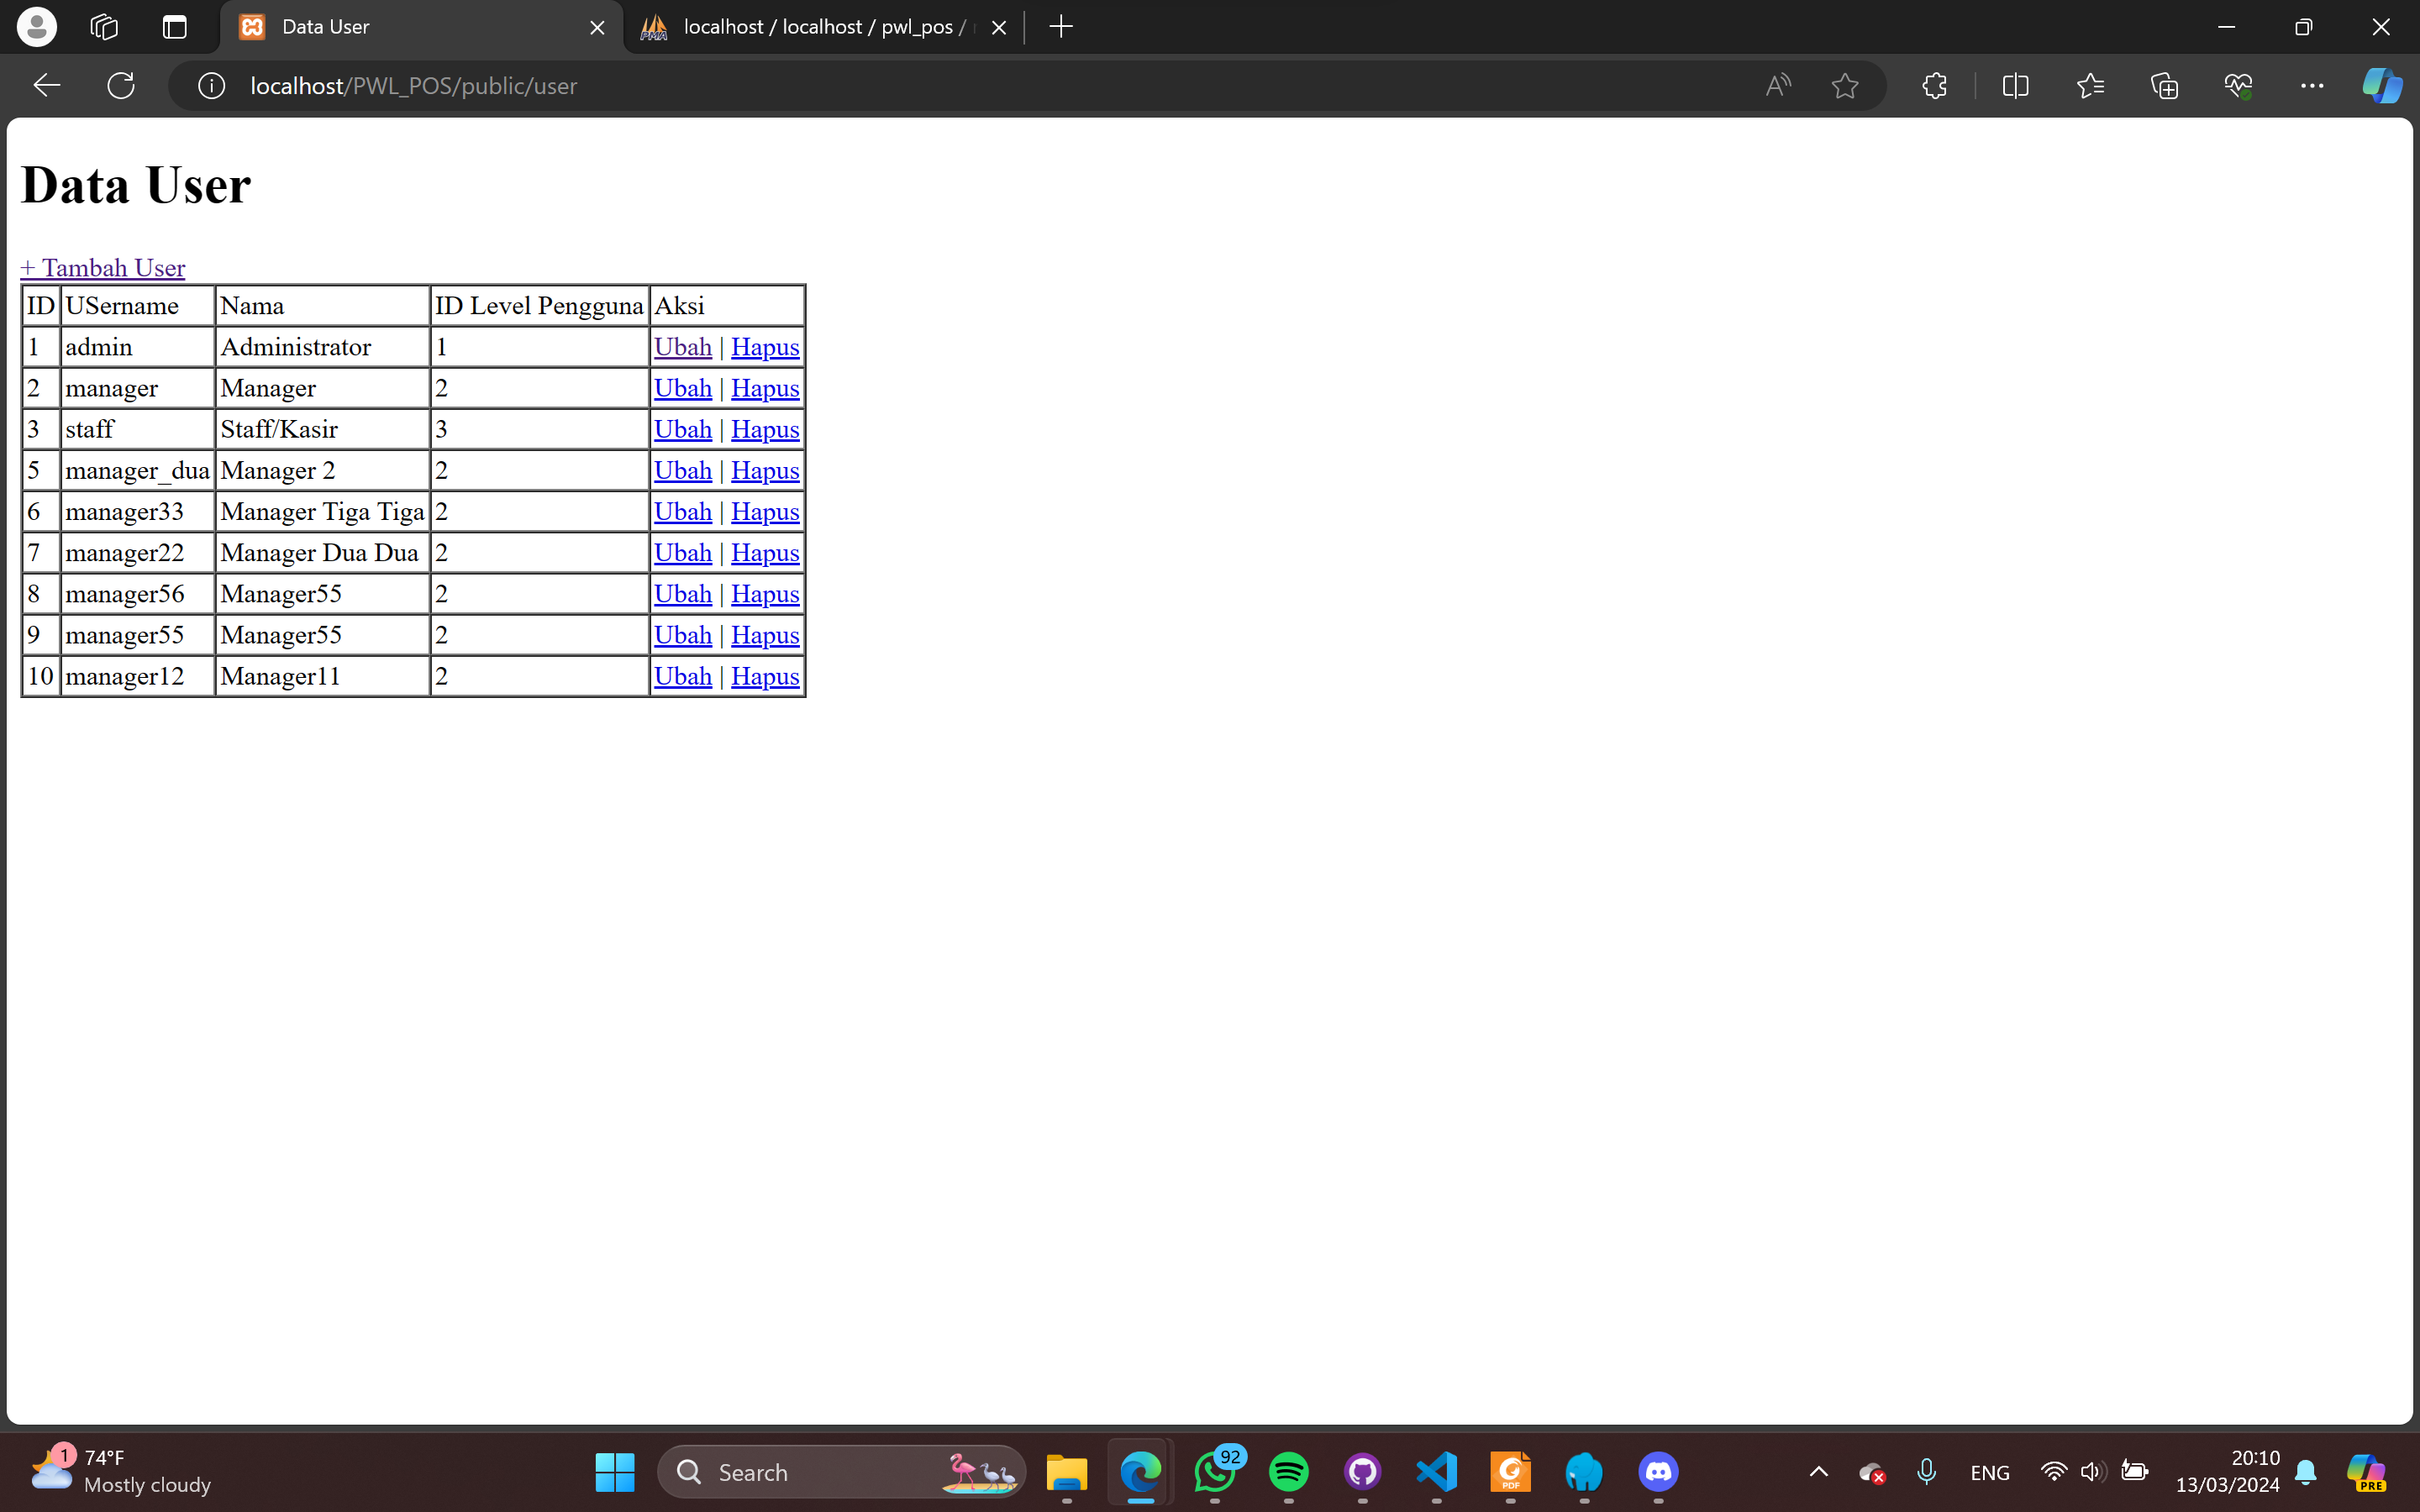 Data User
localhost / localhost / pwl_pos /
localhost/PWL_POS/public/user
Data User
+ Tambah User
ID USername Nama ID Level Pengguna Aksi
1 admin Administrator 1 Ubah | Hapus
2 manager Manager 2 Ubah | Hapus
3 staff Staff/Kasir 3 Ubah | Hapus
5 manager_dua Manager 2 2 Ubah | Hapus
6 manager33 Manager Tiga Tiga 2 Ubah | Hapus
7 manager22 Manager Dua Dua 2 Ubah | Hapus
8 manager56 Manager55 2 Ubah | Hapus
9 manager55 Manager55 2 Ubah | Hapus
10 manager12 Manager11 2 Ubah | Hapus
1
74°F
Mostly cloudy
Search
92
PDF
ENG
20:10
13/03/2024
PRE